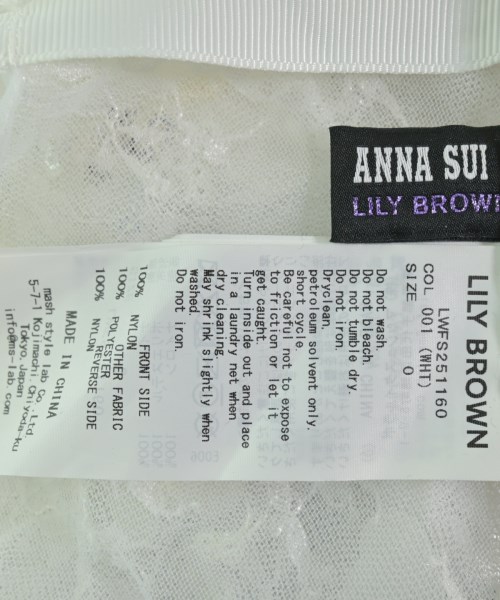 ANNA SUI
LILY BROWN
LILY BROWN
LWFS251160
COL 001 (WHT)
SIZE 0
Do not wash.
Do not bleach.
Do not tumble dry.
Do not iron.
Dryclean.
petroleum solvent only.
short cycle.
Be careful not to expose
to friction or let it
get caught.
Turn inside out and place
in a laundry net when
dry cleaning.
May shrink slightly when
washed.
Do not iron.
FRONT SIDE
100% NYLON
OTHER FABRIC
100% POLYESTER
REVERSE SIDE
100% NYLON
MADE IN CHINA
mash style lab Co.,Ltd.
5-7-1 Kojimachi Chiyoda-ku
Tokyo, Japan
info@ms-lab.com